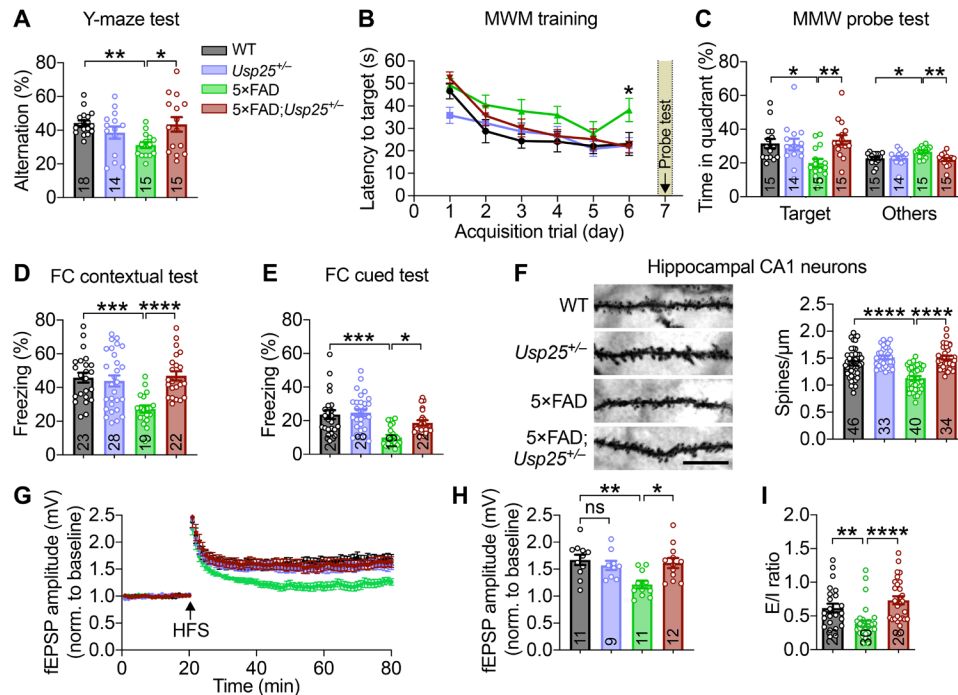 A
Y-maze test
** *
Alternation (%)
80
60
40
20
0
18 14 15 15
WT
Usp25+/−
5×FAD
5×FAD;Usp25+/−
B
MWM training
Latency to target (s)
60
50
40
30
20
10
0
*
Probe test
0 1 2 3 4 5 6 7
Acquisition trial (day)
C
MMW probe test
* ** * **
Time in quadrant (%)
80
60
40
20
0
15 14 15 15 15 14 15 15
Target Others
D
FC contextual test
*** ****
Freezing (%)
80
60
40
20
0
23 28 19 22
E
FC cued test
*** *
Freezing (%)
80
60
40
20
0
28
F
Hippocampal CA1 neurons
WT
Usp25+/−
5×FAD
5×FAD;
Usp25+/−
**** ****
Spines/µm
2.0
1.5
1.0
0.5
0.0
46 33 40 34
G
fEPSP amplitude (mV)
(norm. to baseline)
2.5
2.0
1.5
1.0
0.5
0.0
HFS
0 20 40 60 80
Time (min)
H
** *
ns
fEPSP amplitude (mV)
(norm. to baseline)
2.5
2.0
1.5
1.0
0.5
0.0
11 9 11 12
I
** ****
E/I ratio
2.0
1.5
1.0
0.5
0.0
28